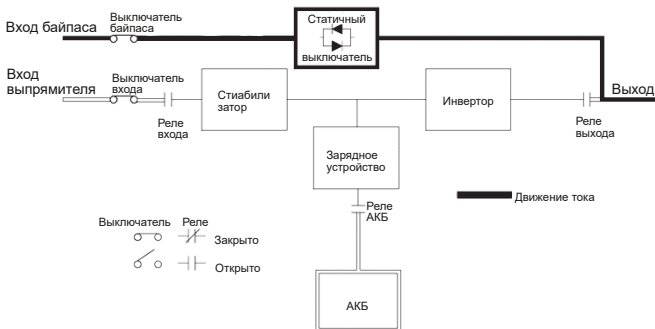 Вход байпаса
Выключатель
байпаса
Статичный
выключатель
Вход
выпрямителя
Выключатель
входа
Реле
входа
Стиабили
затор
Инвертор
Выход
Реле
выхода
Зарядное
устройство
Реле
АКБ
АКБ
Движение тока
Выключатель Реле
Закрыто
Открыто